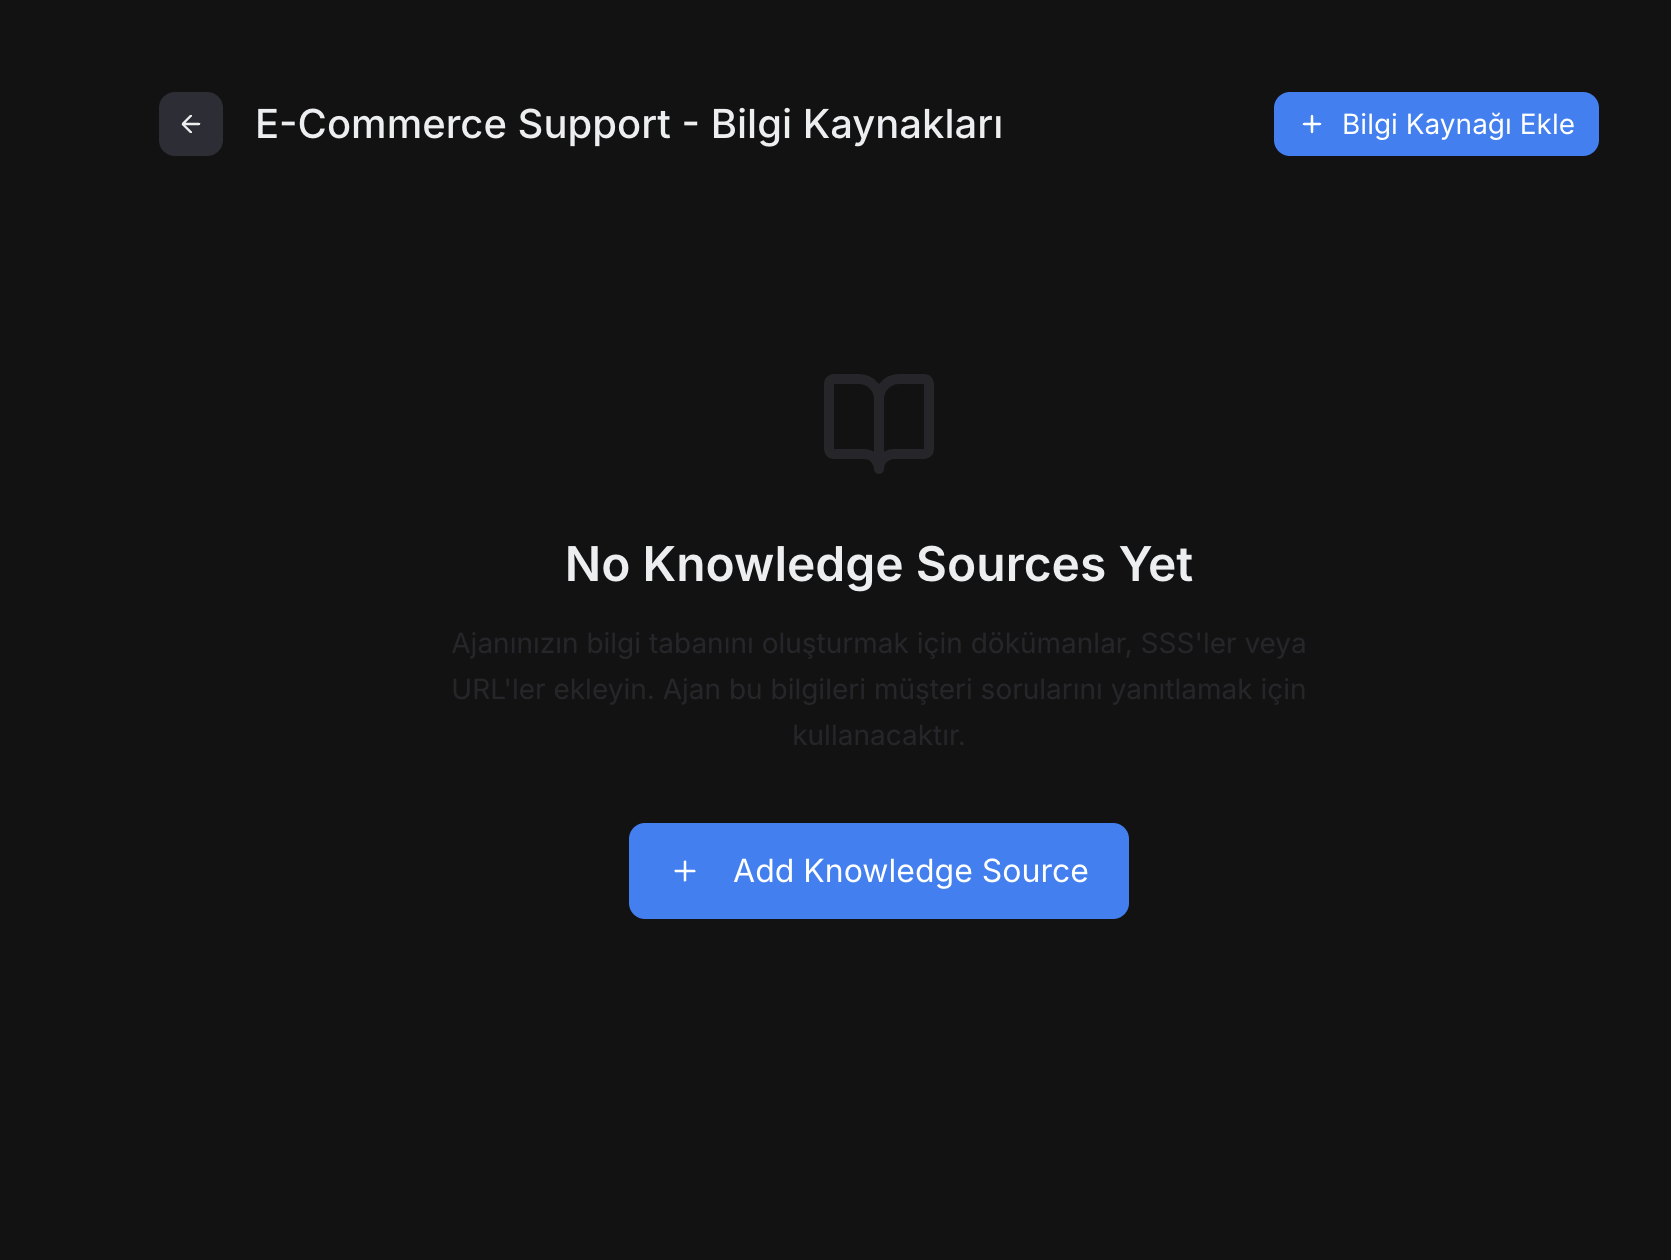 E-Commerce Support - Bilgi Kaynakları
Bilgi Kaynağı Ekle
No Knowledge Sources Yet
Ajanınızın bilgi tabanını oluşturmak için dökümanlar, SSS'ler veya
URL'ler ekleyin. Ajan bu bilgileri müşteri sorularını yanıtlamak için
kullanacaktır.
Add Knowledge Source